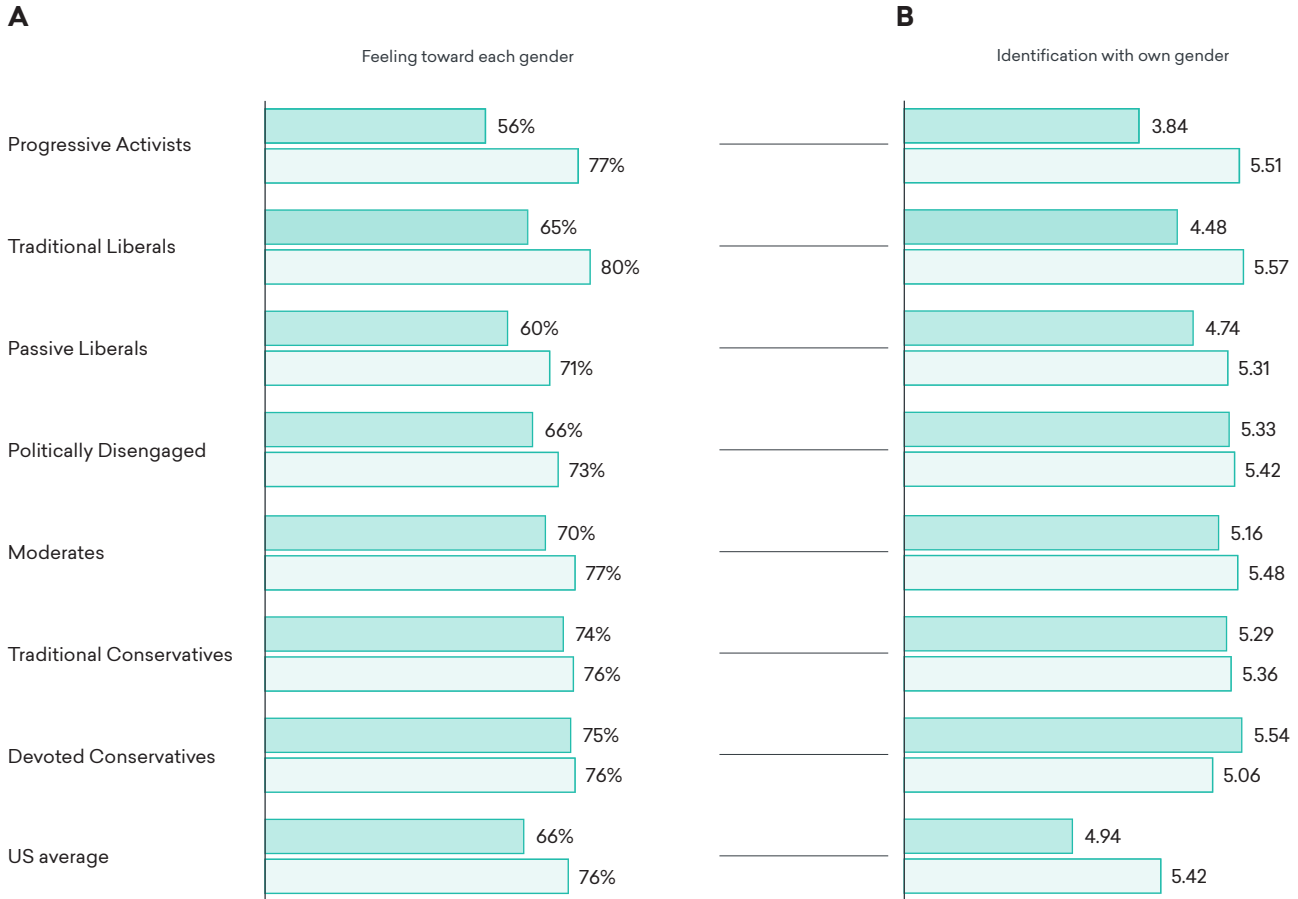 A
B
Feeling toward each gender
Identification with own gender
Progressive Activists
56%
77%
3.84
5.51
Traditional Liberals
65%
80%
4.48
5.57
Passive Liberals
60%
71%
4.74
5.31
Politically Disengaged
66%
73%
5.33
5.42
Moderates
70%
77%
5.16
5.48
Traditional Conservatives
74%
76%
5.29
5.36
Devoted Conservatives
75%
76%
5.54
5.06
US average
66%
76%
4.94
5.42